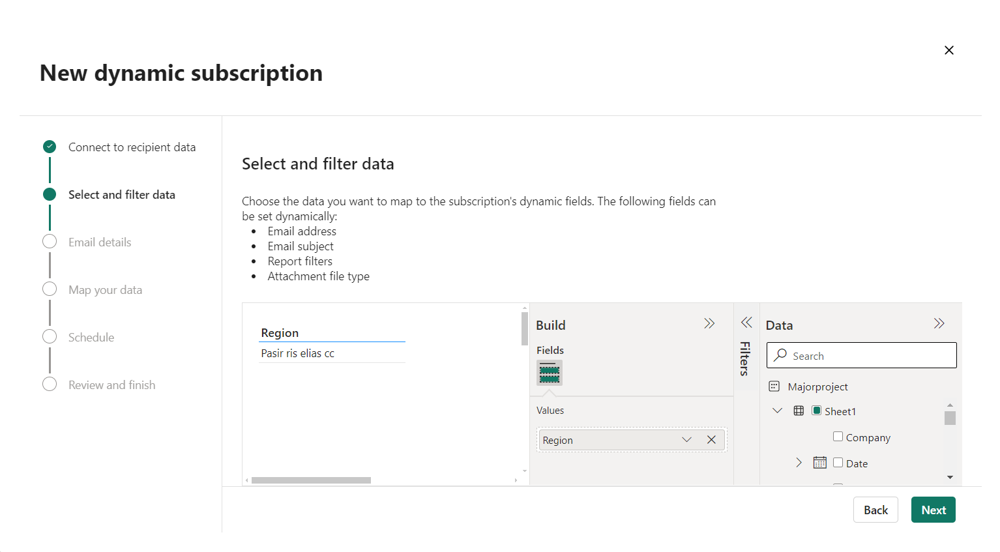 New dynamic subscription
Connect to recipient data
Select and filter data
Email details
Map your data
Schedule
Review and finish
Select and filter data
Choose the data you want to map to the subscription's dynamic fields. The following fields can
be set dynamically:
Email address
Email subject
Report filters
Attachment file type
Region
Pasir ris elias cc
Build
Fields
Values
Region
Filters
Data
Search
Majorproject
Sheet1
Company
Date
Back
Next